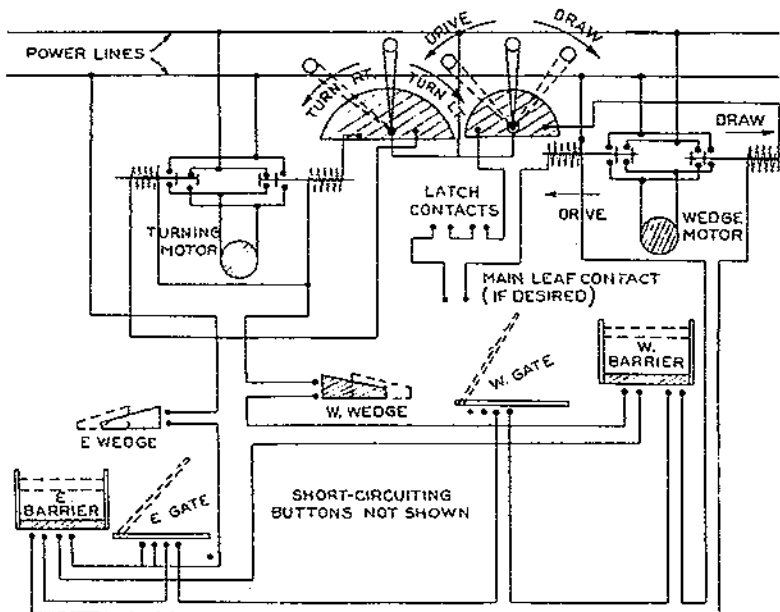 POWER LINES
DRIVE
DRAW
TURN RT.
TURN LT.
DRAW
LATCH
CONTACTS
DRIVE
WEDGE
MOTOR
TURNING
MOTOR
MAIN LEAF CONTACT
(IF DESIRED)
W. GATE
W.
BARRIER
W. WEDGE
E WEDGE
E.
BARRIER
E GATE
SHORT-CIRCUITING
BUTTONS NOT SHOWN